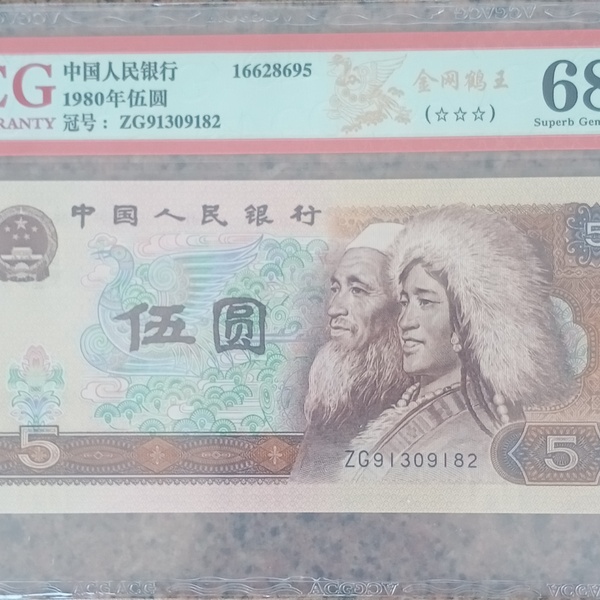 CG
RRANTY
中国人民银行
1980年伍圆
冠号： ZG91309182
16628695
金网鹤王
(☆☆☆)
68
Superb Gem
中国人民银行
伍圆
5
5
ZG91309182
5